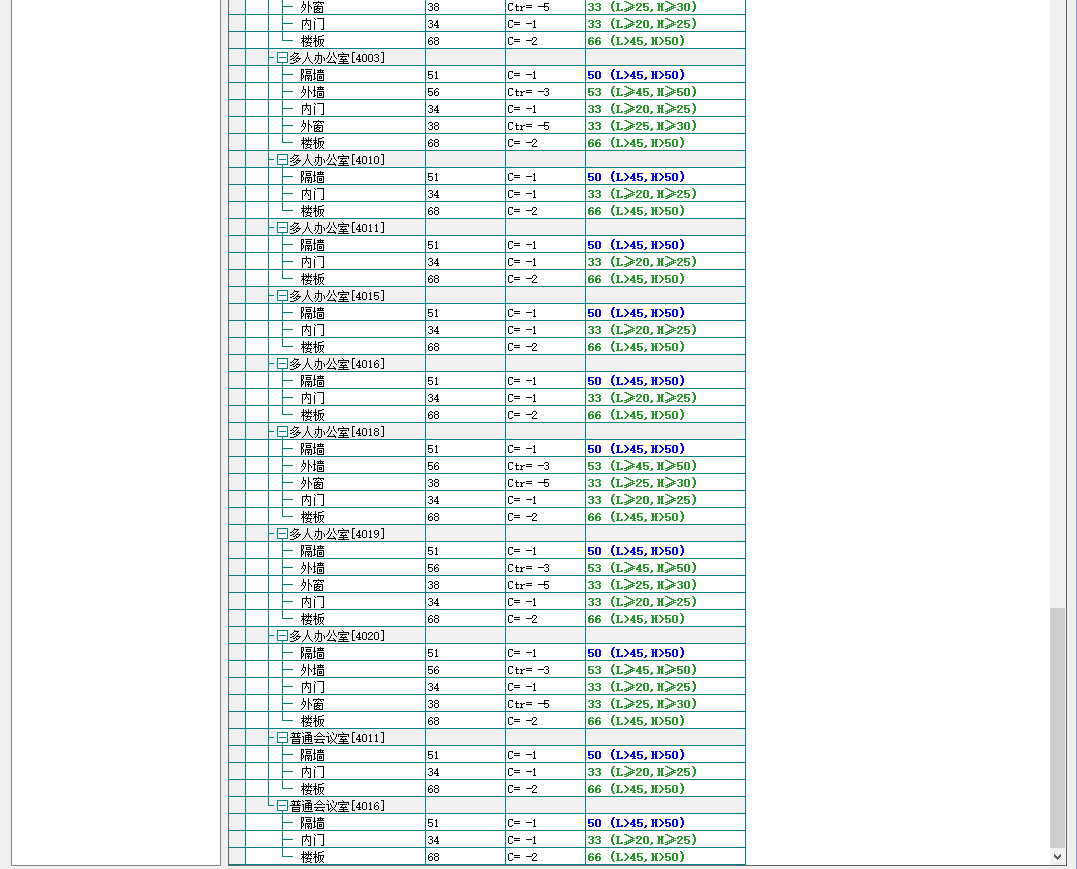 外窗 38 Ctr= -5 33 (L⩾25,H⩾30)
内门 34 C= -1 33 (L⩾20,H⩾25)
楼板 68 C= -2 66 (L>45,H>50)
多人办公室[4003]
隔墙 51 C= -1 50 (L>45,H>50)
外墙 56 Ctr= -3 53 (L⩾45,H⩾50)
内门 34 C= -1 33 (L⩾20,H⩾25)
外窗 38 Ctr= -5 33 (L⩾25,H⩾30)
楼板 68 C= -2 66 (L>45,H>50)
多人办公室[4010]
隔墙 51 C= -1 50 (L>45,H>50)
内门 34 C= -1 33 (L⩾20,H⩾25)
楼板 68 C= -2 66 (L>45,H>50)
多人办公室[4011]
隔墙 51 C= -1 50 (L>45,H>50)
内门 34 C= -1 33 (L⩾20,H⩾25)
楼板 68 C= -2 66 (L>45,H>50)
多人办公室[4015]
隔墙 51 C= -1 50 (L>45,H>50)
内门 34 C= -1 33 (L⩾20,H⩾25)
楼板 68 C= -2 66 (L>45,H>50)
多人办公室[4016]
隔墙 51 C= -1 50 (L>45,H>50)
内门 34 C= -1 33 (L⩾20,H⩾25)
楼板 68 C= -2 66 (L>45,H>50)
多人办公室[4018]
隔墙 51 C= -1 50 (L>45,H>50)
外墙 56 Ctr= -3 53 (L⩾45,H⩾50)
外窗 38 Ctr= -5 33 (L⩾25,H⩾30)
内门 34 C= -1 33 (L⩾20,H⩾25)
楼板 68 C= -2 66 (L>45,H>50)
多人办公室[4019]
隔墙 51 C= -1 50 (L>45,H>50)
外墙 56 Ctr= -3 53 (L⩾45,H⩾50)
外窗 38 Ctr= -5 33 (L⩾25,H⩾30)
内门 34 C= -1 33 (L⩾20,H⩾25)
楼板 68 C= -2 66 (L>45,H>50)
多人办公室[4020]
隔墙 51 C= -1 50 (L>45,H>50)
外墙 56 Ctr= -3 53 (L⩾45,H⩾50)
内门 34 C= -1 33 (L⩾20,H⩾25)
外窗 38 Ctr= -5 33 (L⩾25,H⩾30)
楼板 68 C= -2 66 (L>45,H>50)
普通会议室[4011]
隔墙 51 C= -1 50 (L>45,H>50)
内门 34 C= -1 33 (L⩾20,H⩾25)
楼板 68 C= -2 66 (L>45,H>50)
普通会议室[4016]
隔墙 51 C= -1 50 (L>45,H>50)
内门 34 C= -1 33 (L⩾20,H⩾25)
楼板 68 C= -2 66 (L>45,H>50)